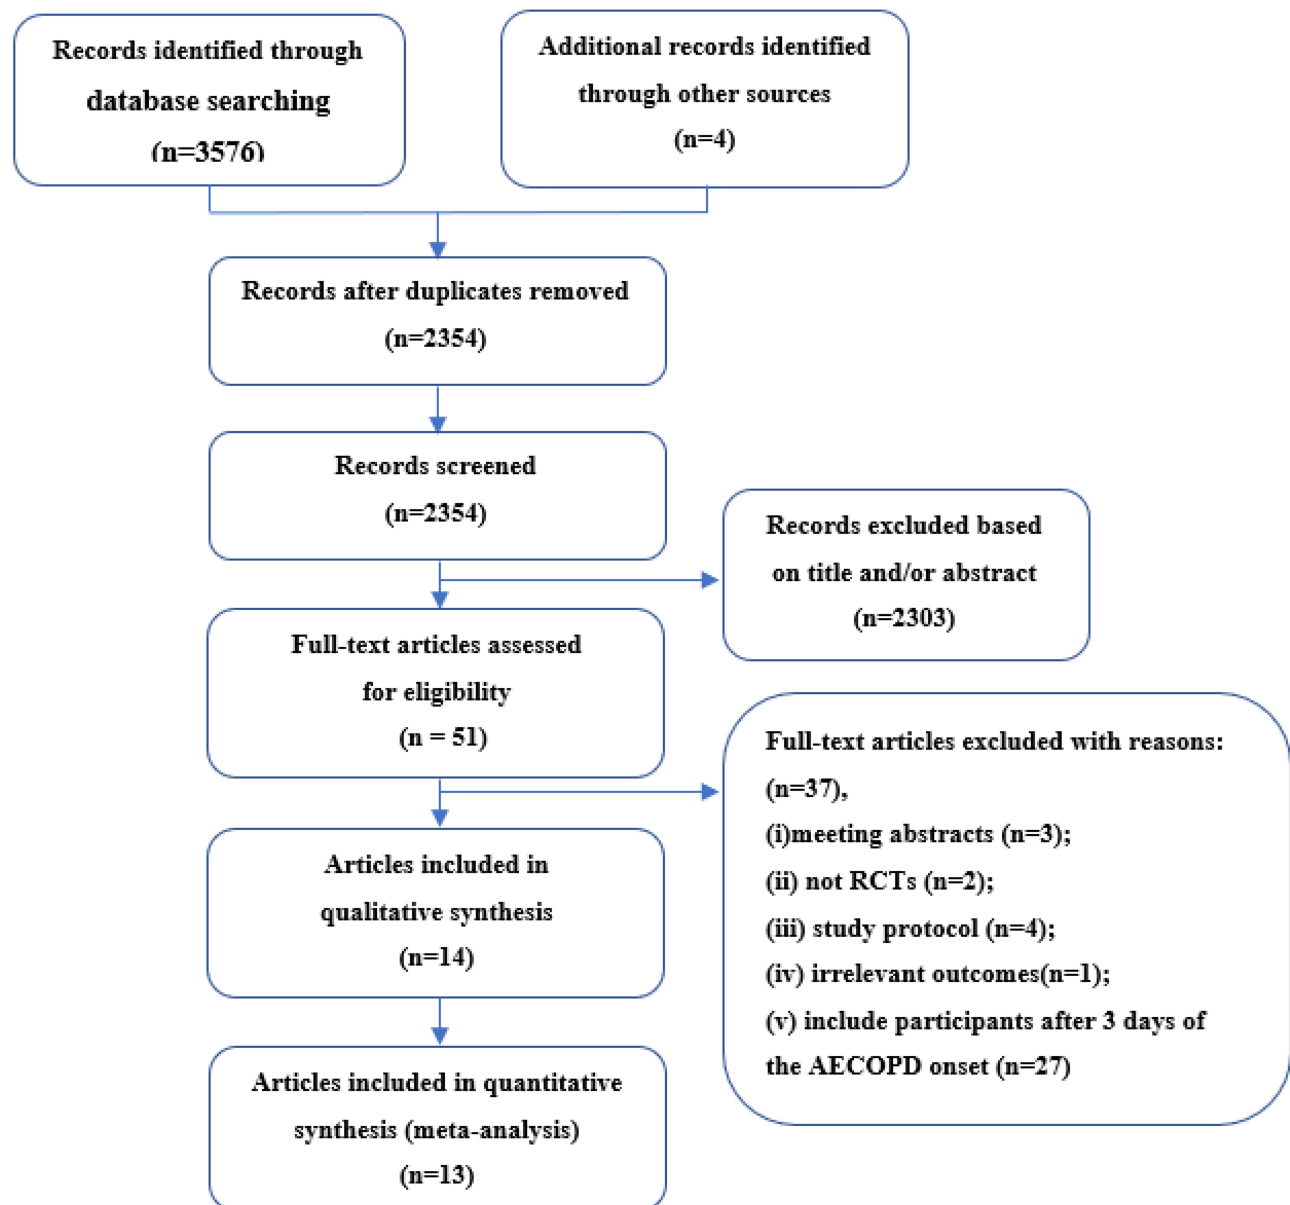 Records identified through
database searching
(n=3576)
Additional records identified
through other sources
(n=4)
Records after duplicates removed
(n=2354)
Records screened
(n=2354)
Records excluded based
on title and/or abstract
(n=2303)
Full-text articles assessed
for eligibility
(n = 51)
Full-text articles excluded with reasons:
(n=37),
(i)meeting abstracts (n=3);
(ii) not RCTs (n=2);
(iii) study protocol (n=4);
(iv) irrelevant outcomes(n=1);
(v) include participants after 3 days of
the AECOPD onset (n=27)
Articles included in
qualitative synthesis
(n=14)
Articles included in quantitative
synthesis (meta-analysis)
(n=13)